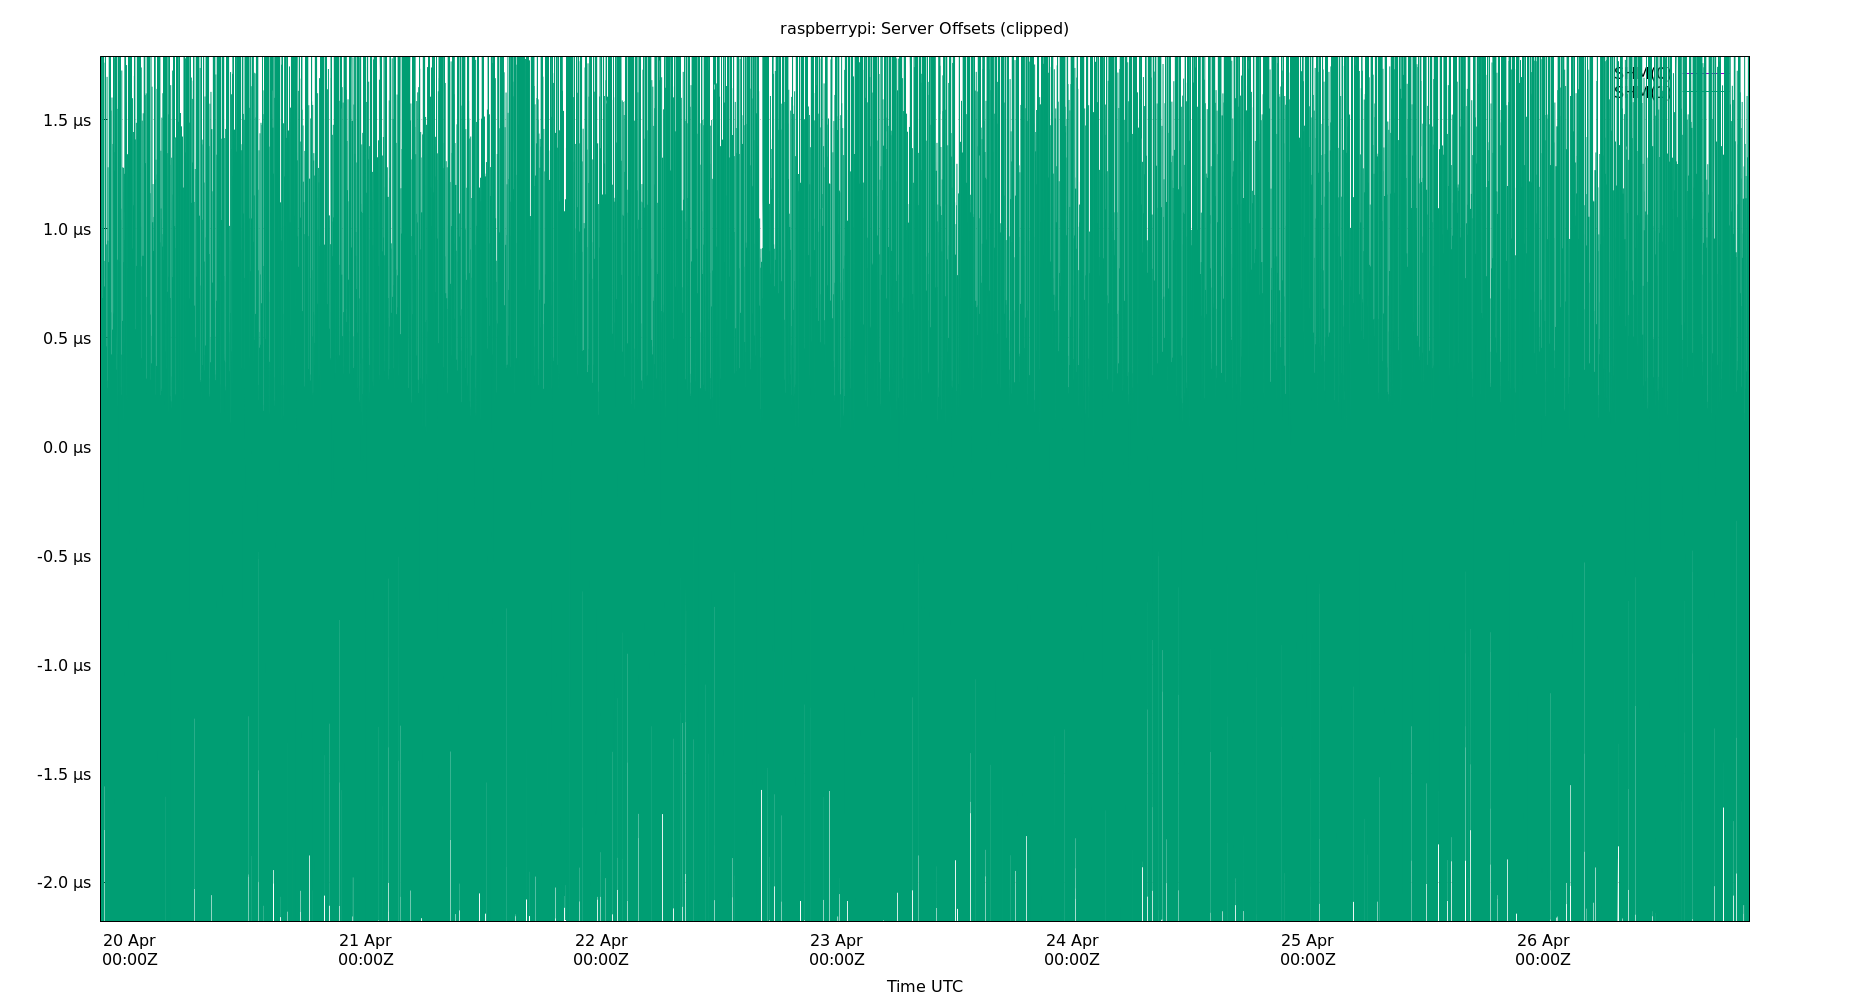 raspberrypi: Server Offsets (clipped)
SHM(0)
1.5 µs
1.0 µs
0.5 µs
0.0 µs
-0.5 µs
-1.0 µs
-1.5 µs
-2.0 µs
20 Apr 21 Apr 22 Apr 23 Apr 24 Apr 25 Apr 26 Apr
00:00Z 00:00Z 00:00Z 00:00Z 00:00Z 00:00Z 00:00Z
Time UTC